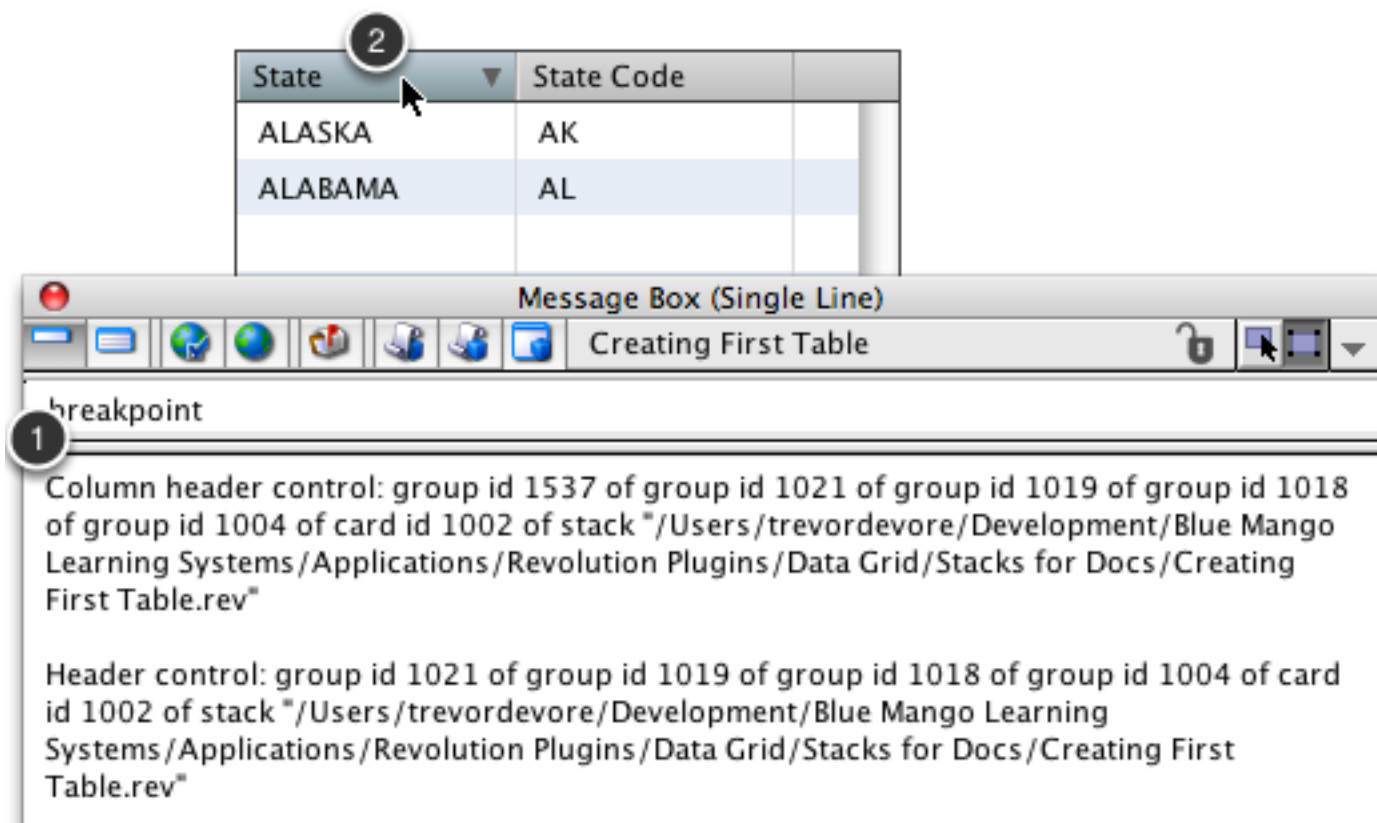 2
State ▼ State Code
ALASKA AK
ALABAMA AL
Message Box (Single Line)
Creating First Table
breakpoint
1
Column header control: group id 1537 of group id 1021 of group id 1019 of group id 1018
of group id 1004 of card id 1002 of stack "/Users/trevordevore/Development/Blue Mango
Learning Systems/Applications/Revolution Plugins/Data Grid/Stacks for Docs/Creating
First Table.rev"
Header control: group id 1021 of group id 1019 of group id 1018 of group id 1004 of card
id 1002 of stack "/Users/trevordevore/Development/Blue Mango Learning
Systems/Applications/Revolution Plugins/Data Grid/Stacks for Docs/Creating First
Table.rev"